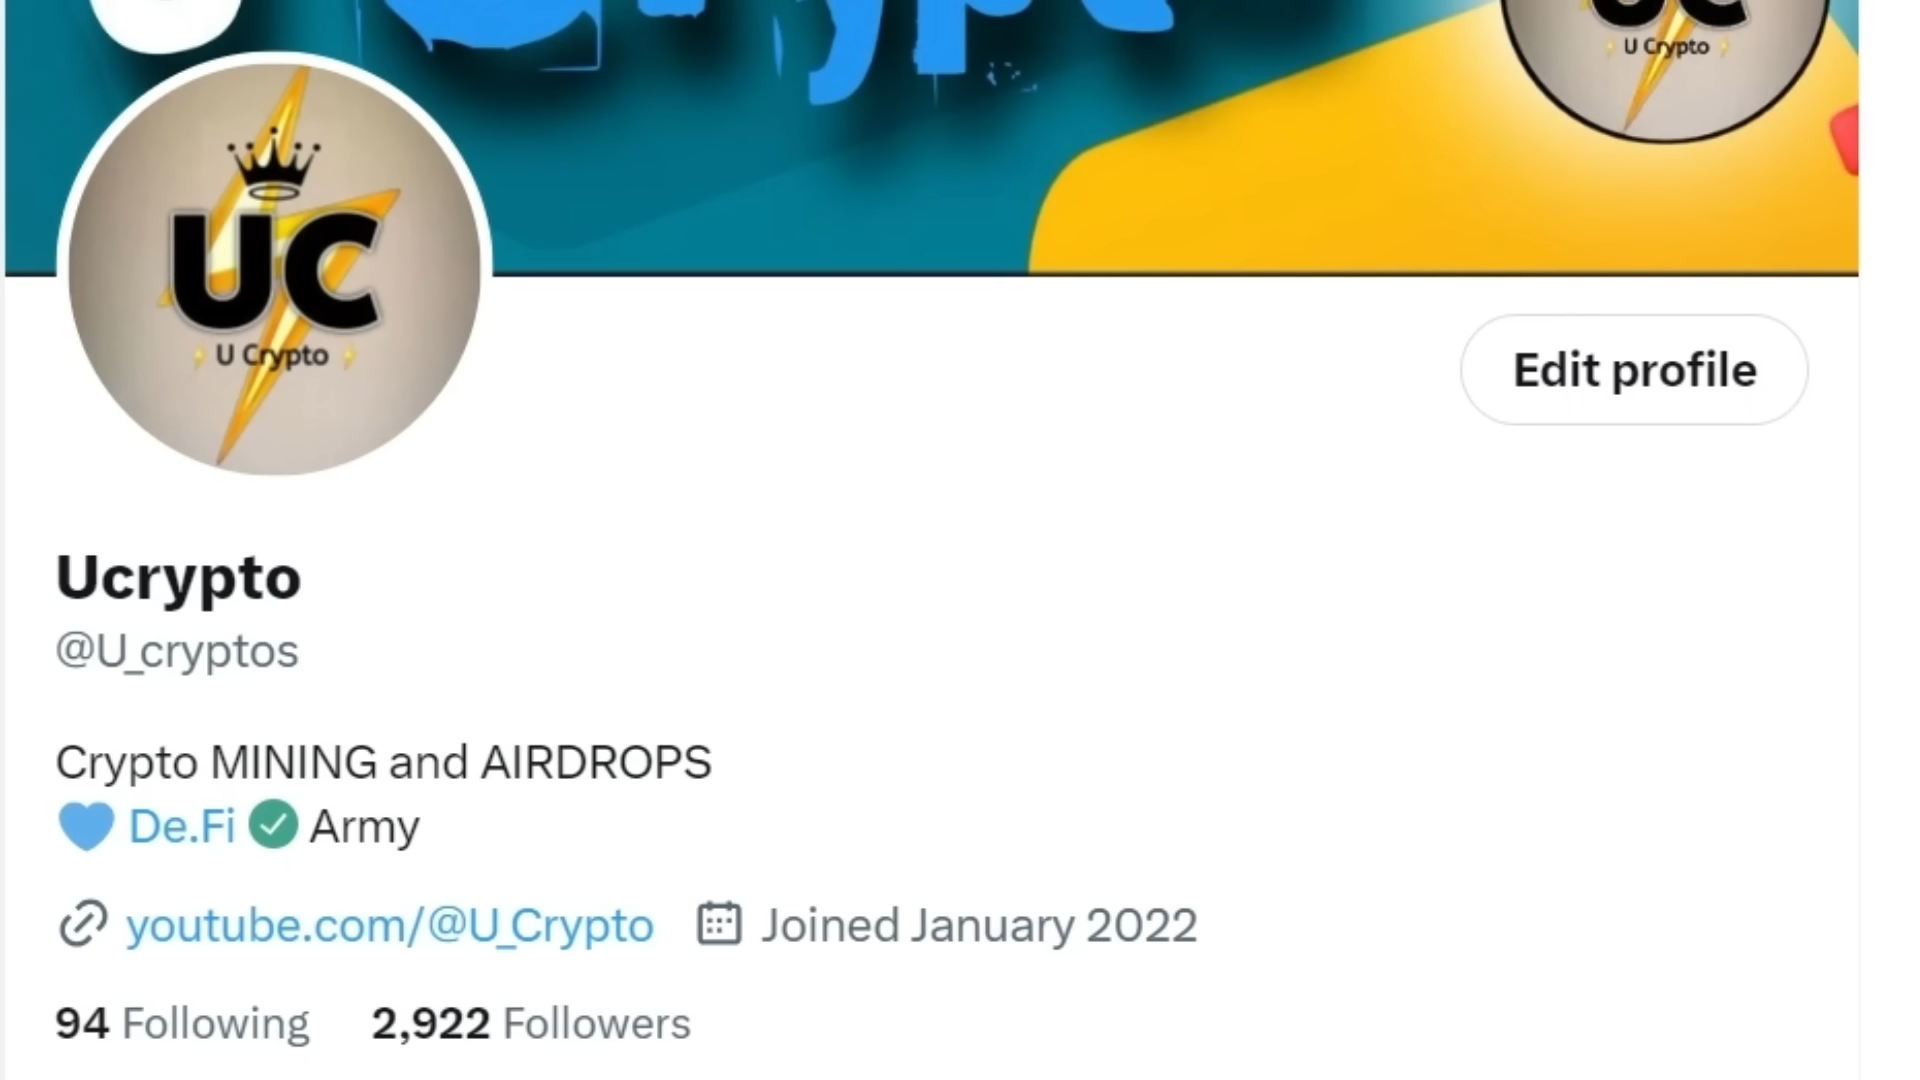 UC
U Crypto
U Crypto
Edit profile
Ucrypto
@U_cryptos
Crypto MINING and AIRDROPS
💙 De.Fi ✅ Army
youtube.com/@U_Crypto Joined January 2022
94 Following 2,922 Followers